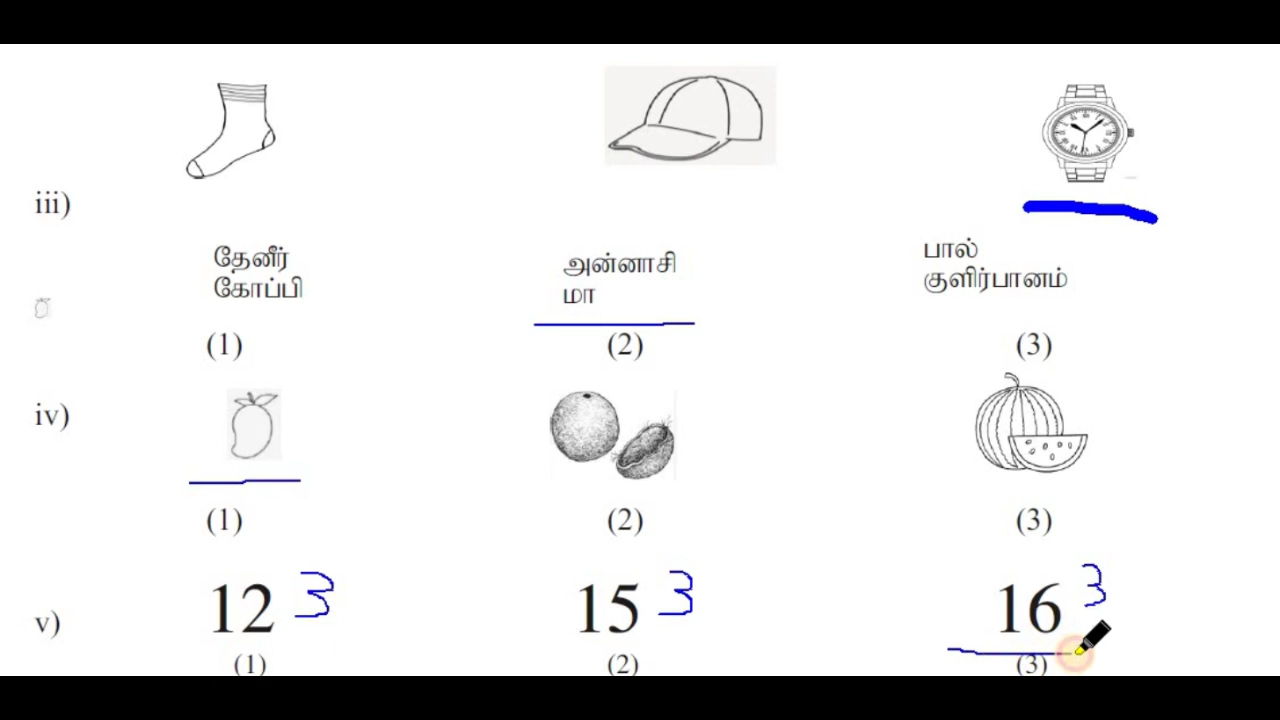 iii)
தேனீர்
கோப்பி
அன்னாசி
மா
பால்
குளிர்பானம்
(1) (2) (3)
iv)
(1) (2) (3)
v) 12 3 15 3 16 3
(1) (2) (3)